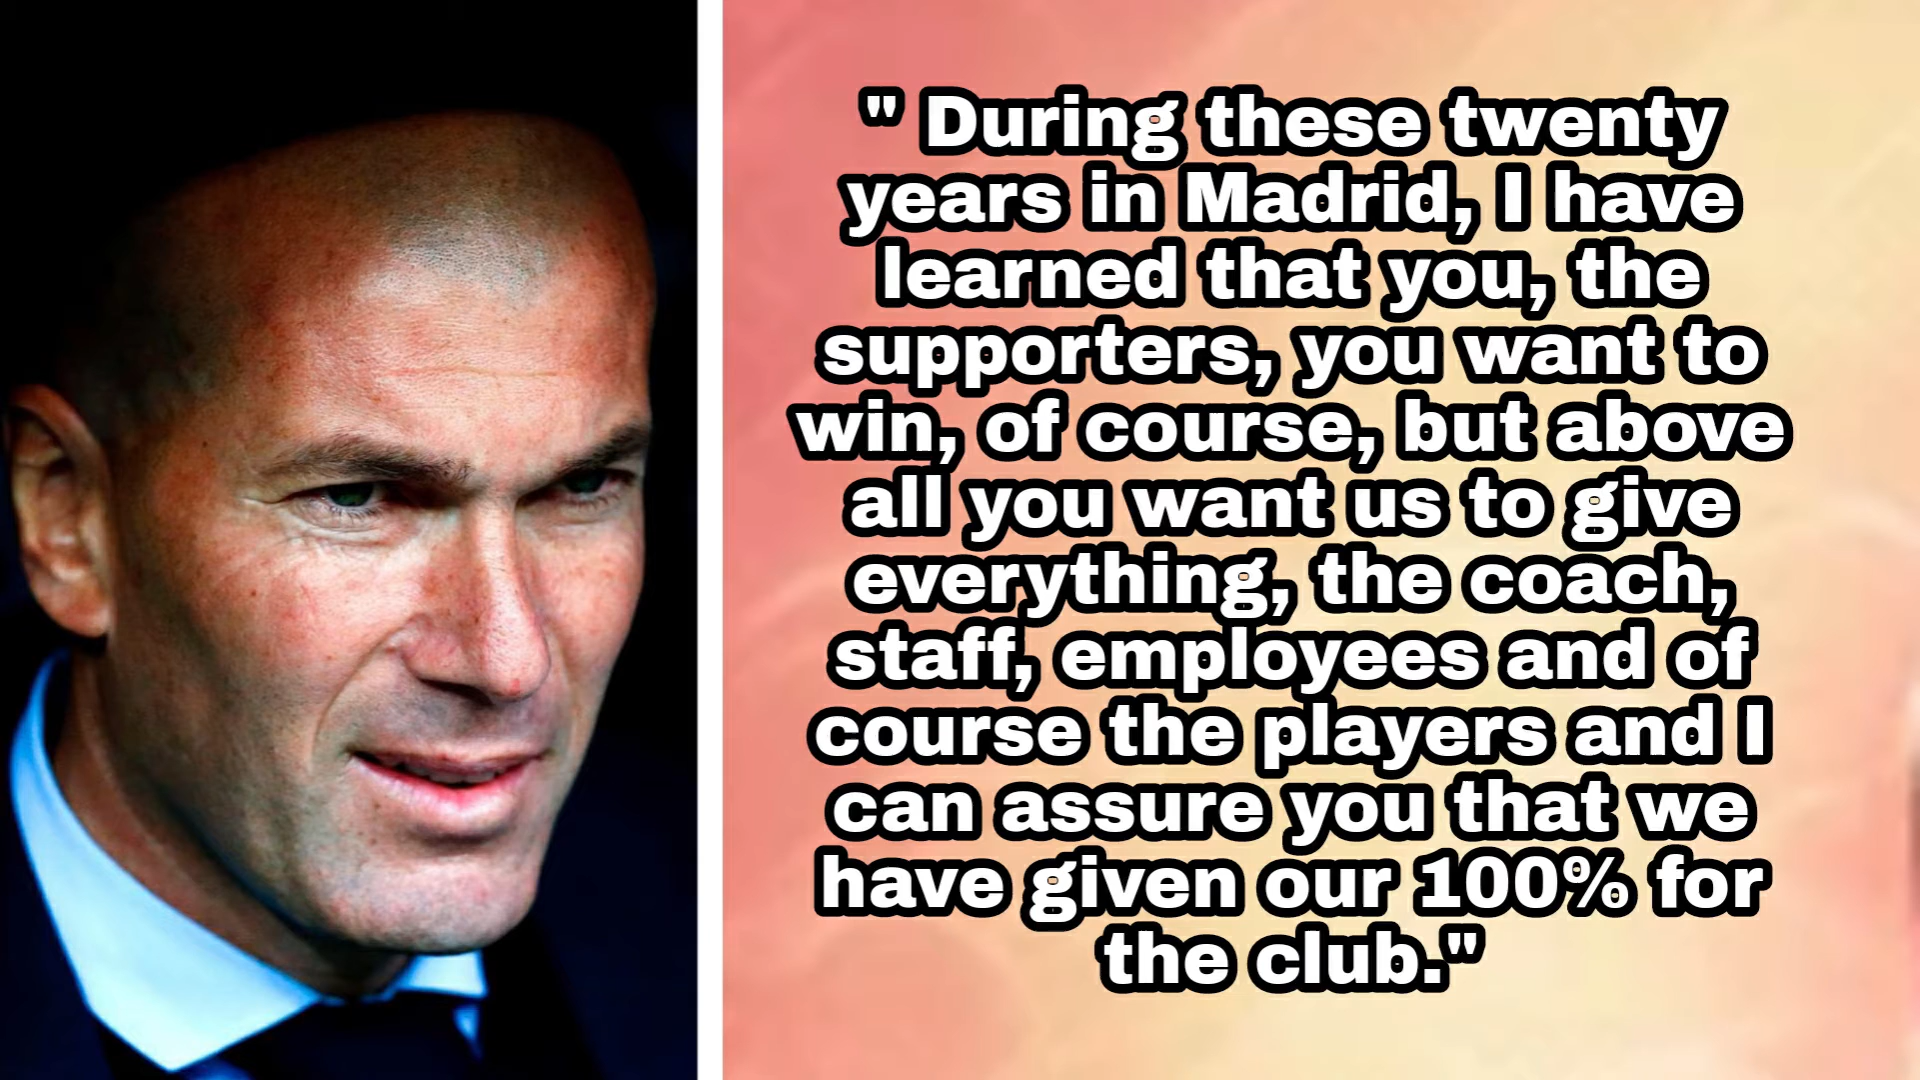 " During these twenty
years in Madrid, I have
learned that you, the
supporters, you want to
win, of course, but above
all you want us to give
everything, the coach,
staff, employees and of
course the players and I
can assure you that we
have given our 100% for
the club."